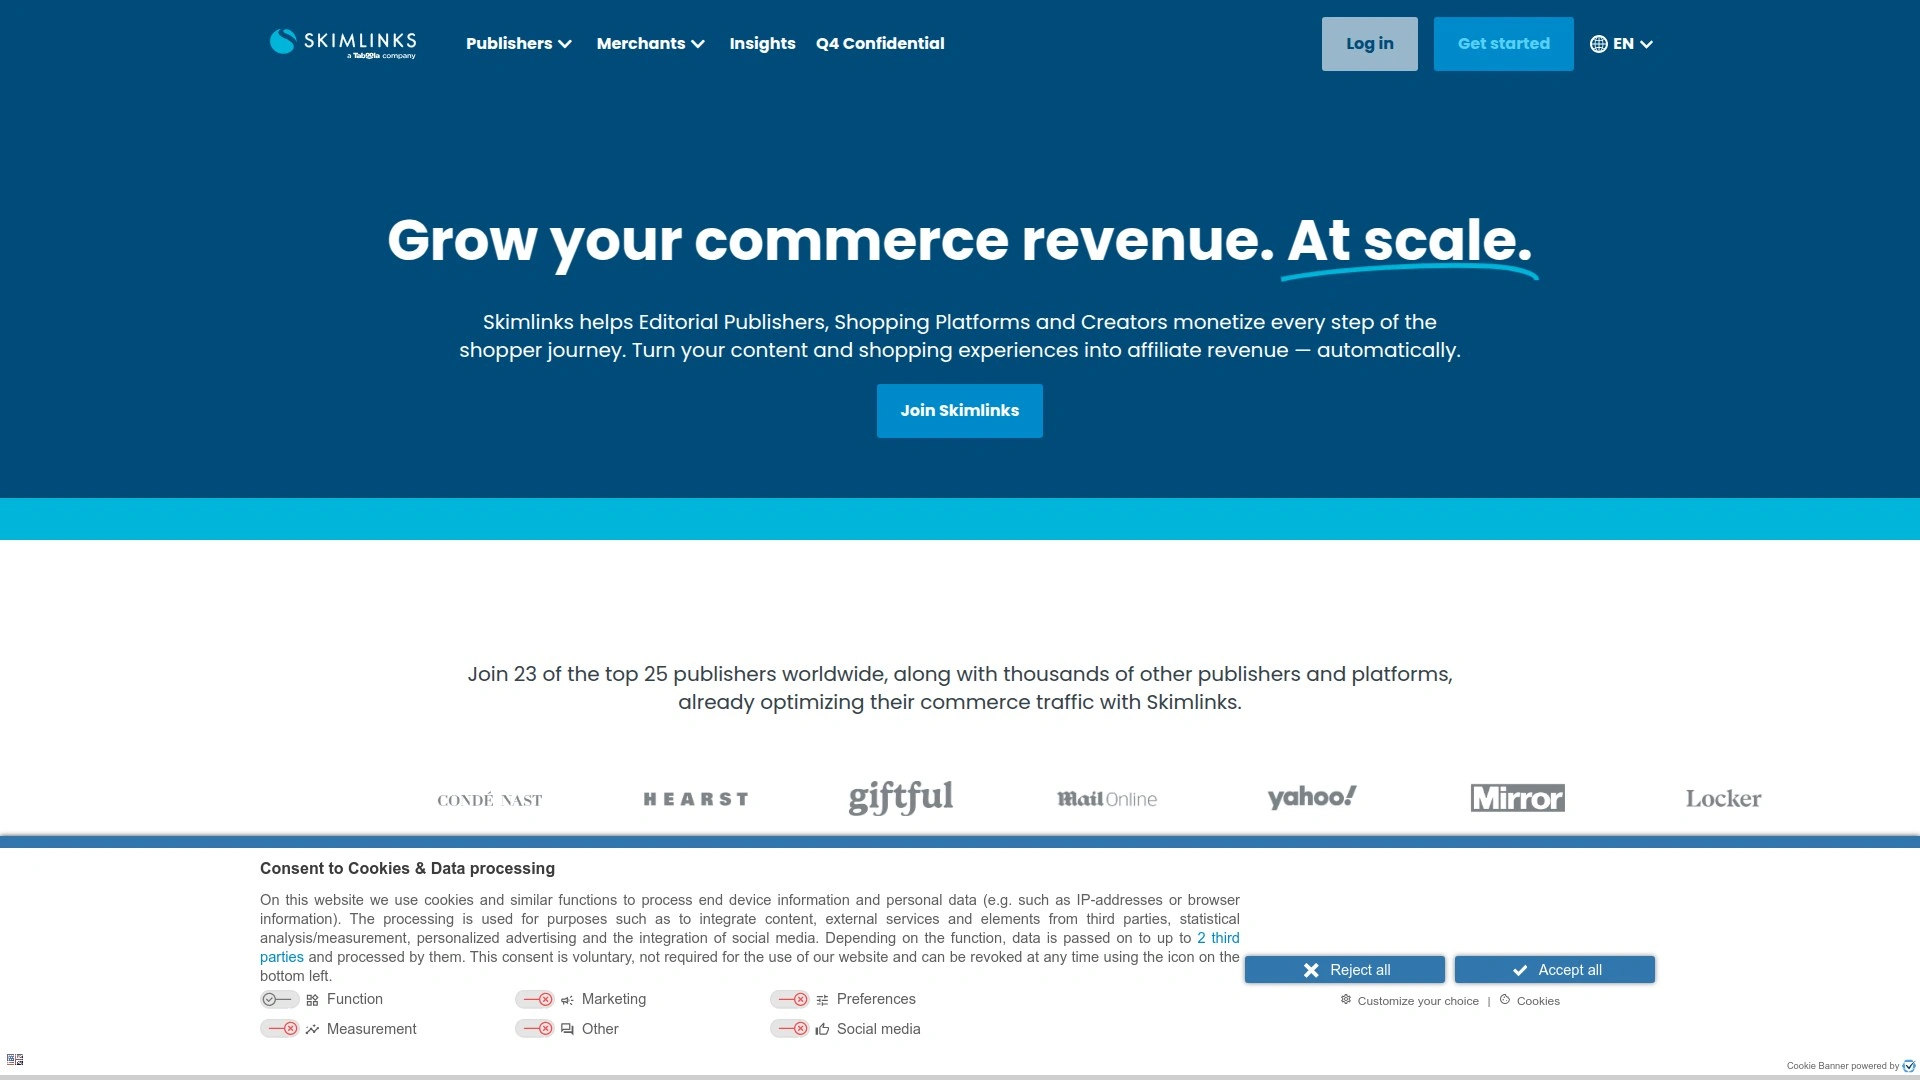 SKIMLINKS
a Taboola company
Publishers
Merchants
Insights
Q4 Confidential
Log in
Get started
EN
Grow your commerce revenue. At scale.
Skimlinks helps Editorial Publishers, Shopping Platforms and Creators monetize every step of the
shopper journey. Turn your content and shopping experiences into affiliate revenue — automatically.
Join Skimlinks
Join 23 of the top 25 publishers worldwide, along with thousands of other publishers and platforms,
already optimizing their commerce traffic with Skimlinks.
CONDÉ NAST
HEARST
giftful
Mail Online
yahoo!
Mirror
Locker
Consent to Cookies & Data processing
On this website we use cookies and similar functions to process end device information and personal data (e.g. such as IP-addresses or browser
information). The processing is used for purposes such as to integrate content, external services and elements from third parties, statistical
analysis/measurement, personalized advertising and the integration of social media. Depending on the function, data is passed on to up to 2 third
parties and processed by them. This consent is voluntary, not required for the use of our website and can be revoked at any time using the icon on the
bottom left.
Reject all
Accept all
Customize your choice | Cookies
Function
Marketing
Preferences
Measurement
Other
Social media
Cookie Banner powered by